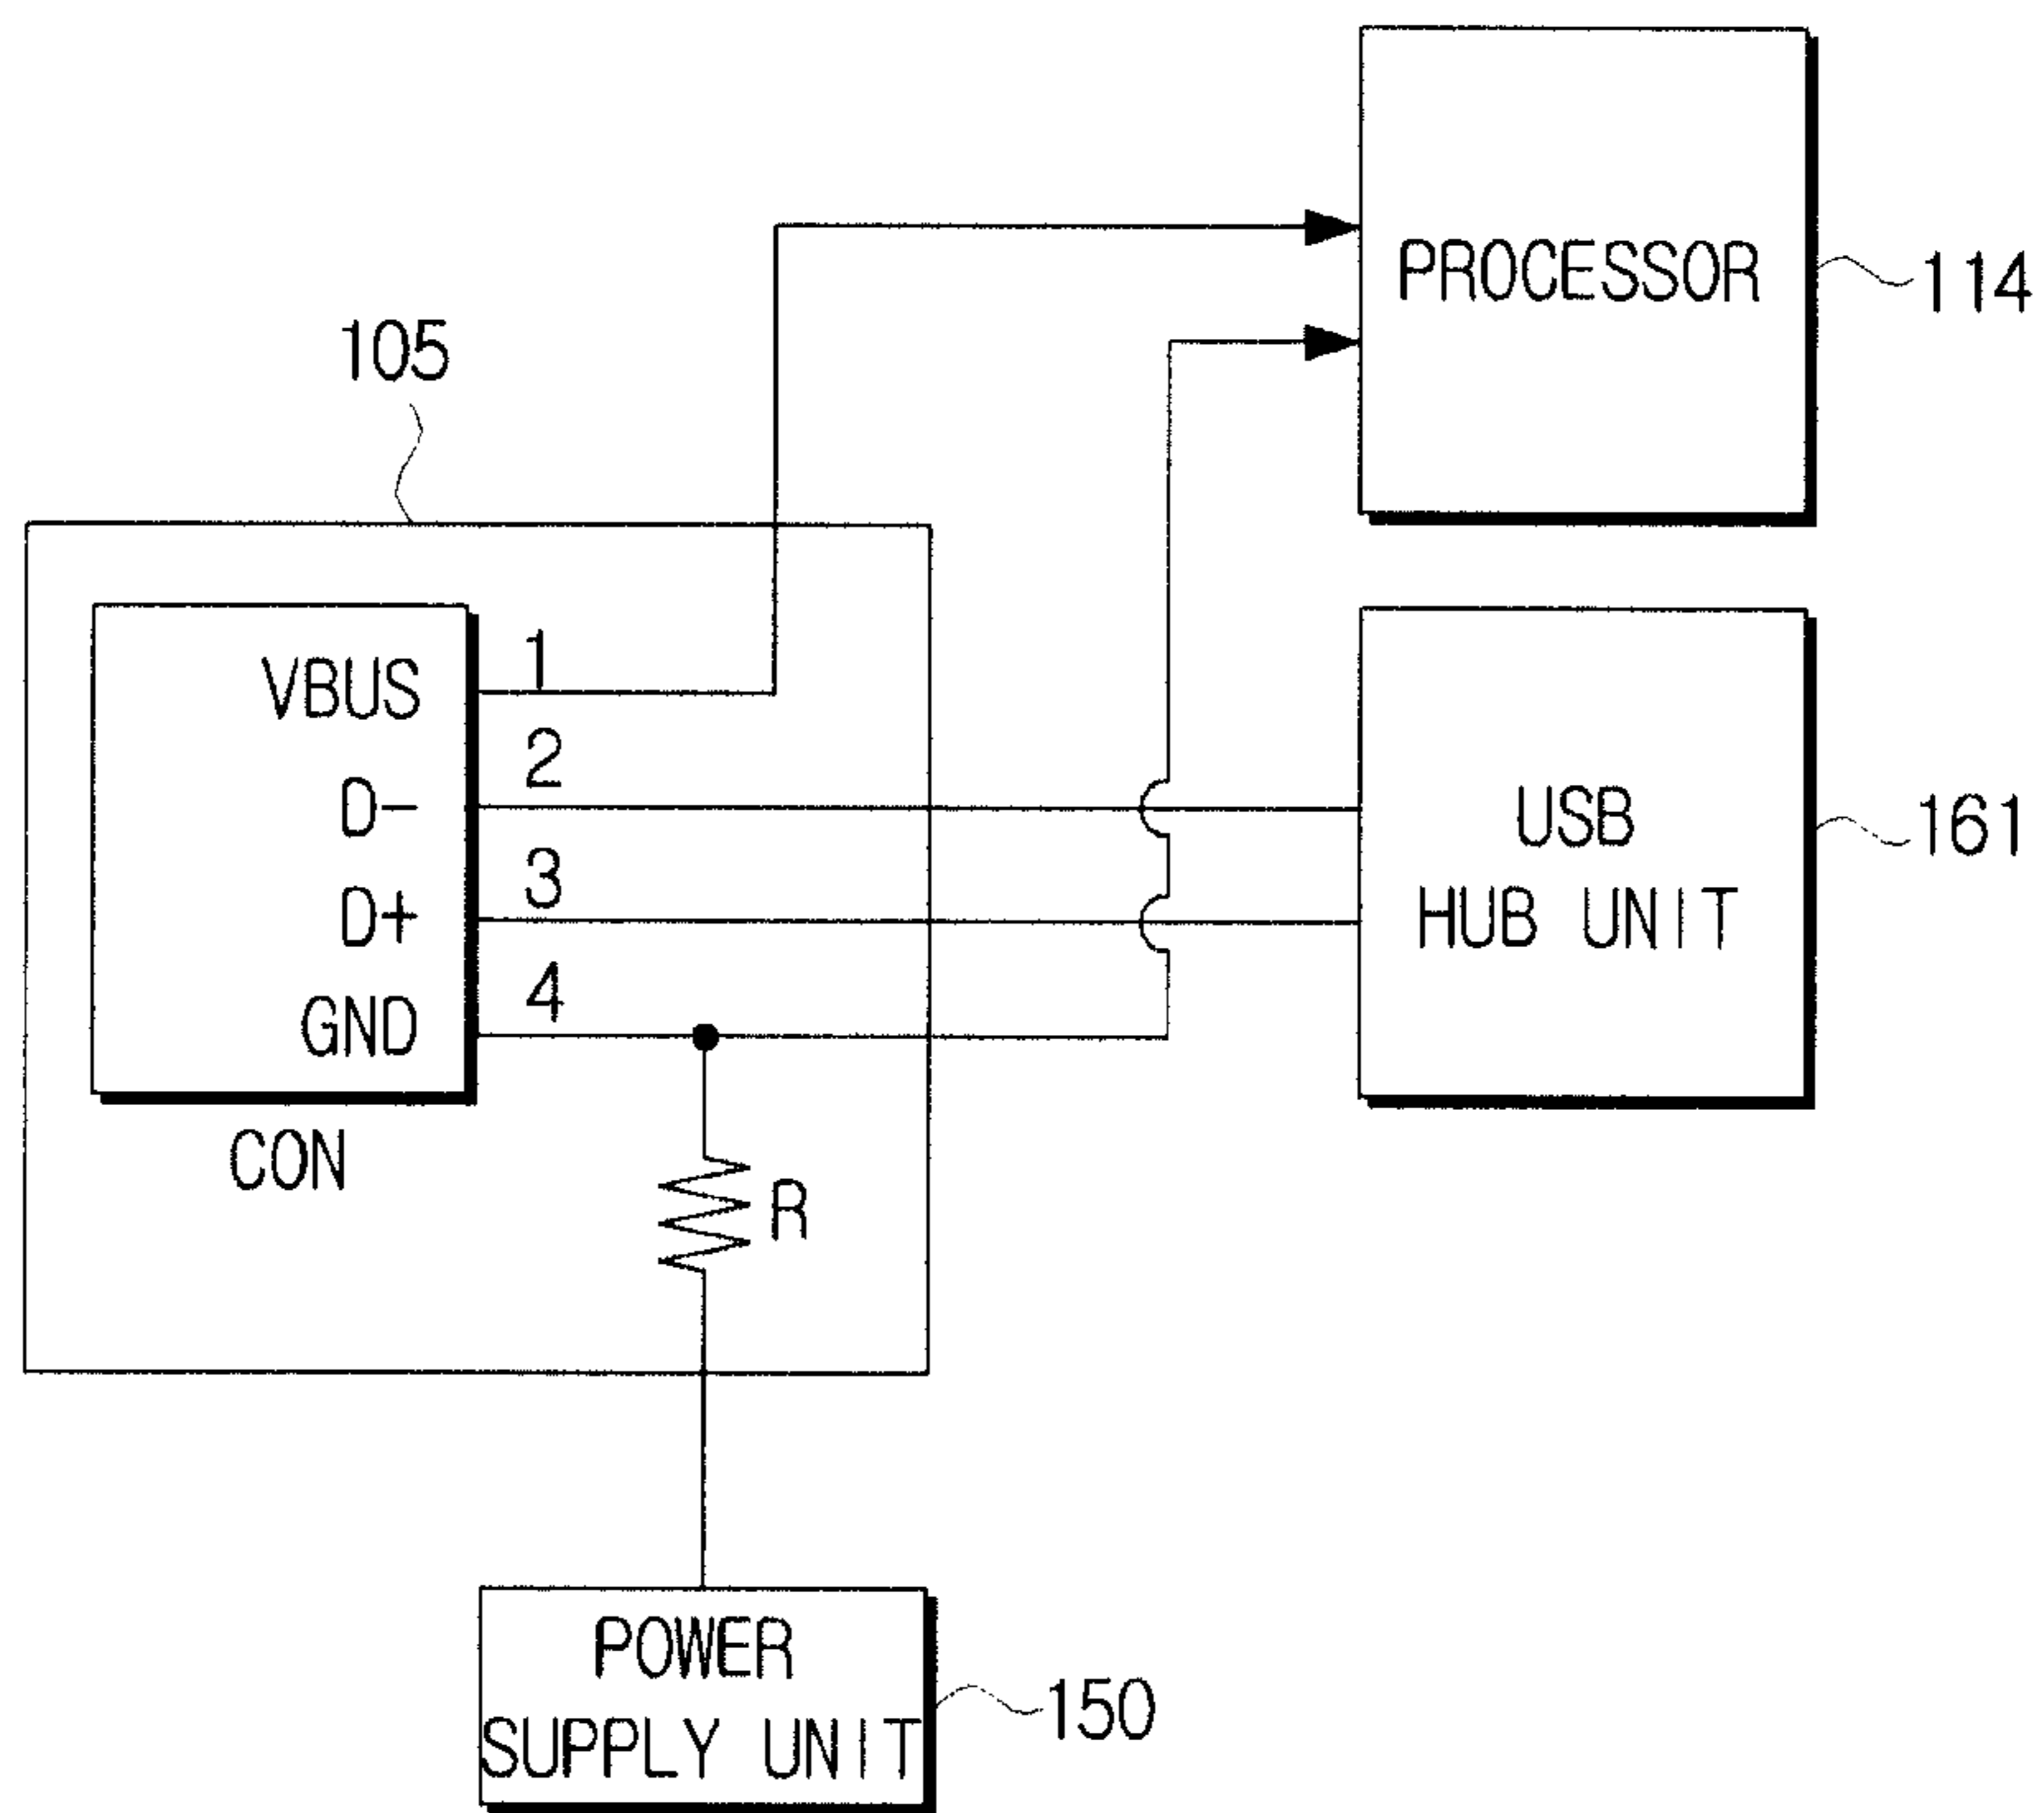 PROCESSOR
114
105
VBUS
1
D-
2
D+
3
GND
4
CON
R
USB
HUB UNIT
161
POWER
SUPPLY UNIT
150